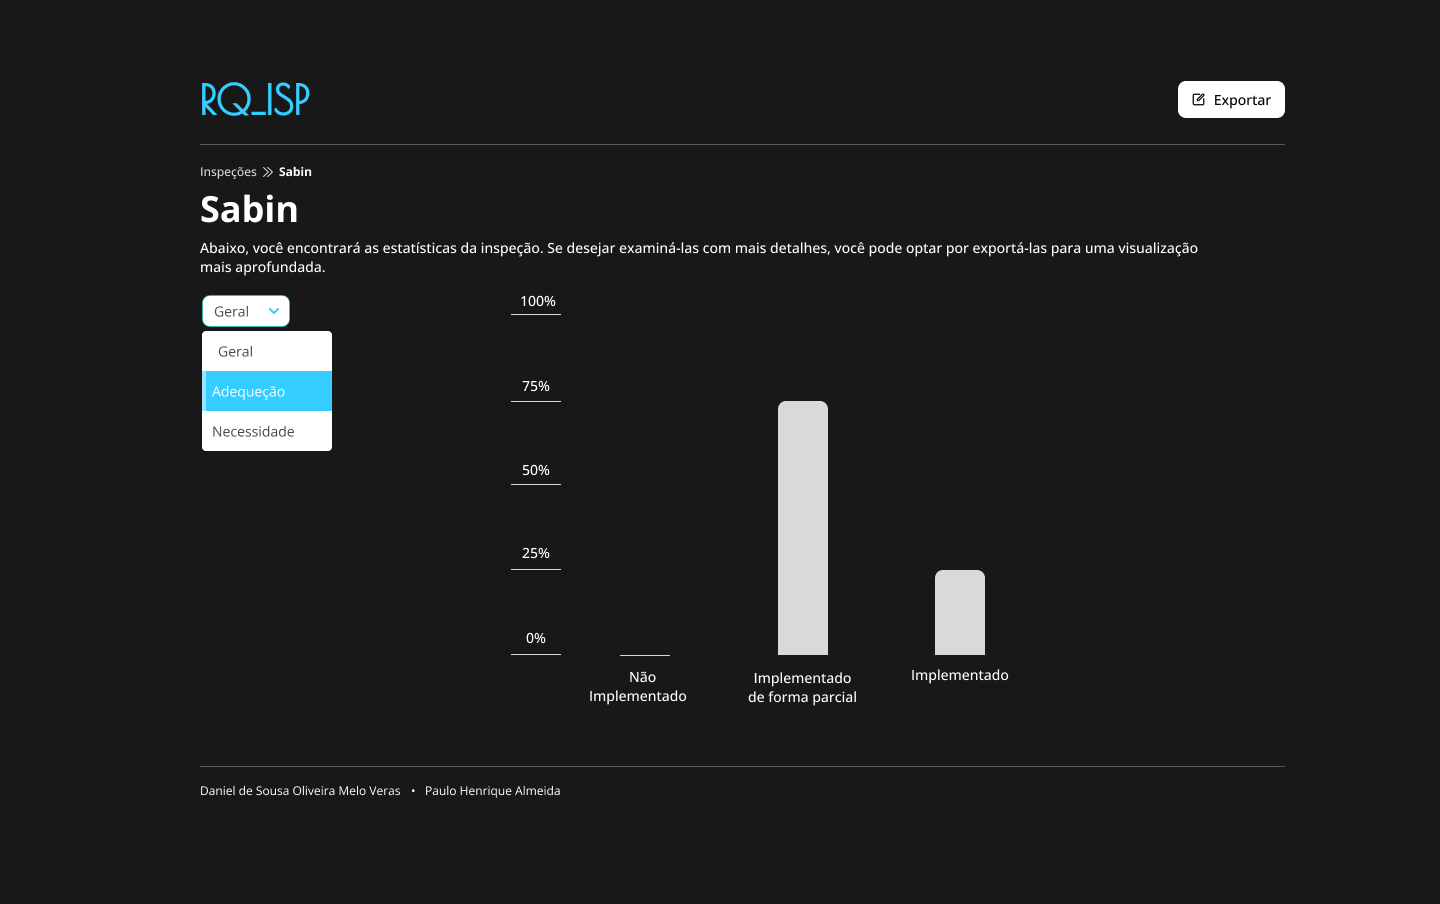 RQ_ISP
Exportar
Inspeções Sabin
Sabin
Abaixo, você encontrará as estatísticas da inspeção. Se desejar examiná-las com mais detalhes, você pode optar por exportá-las para uma visualização
mais aprofundada.
Geral
Geral
Adequeção
Necessidade
100%
75%
50%
25%
0%
Não
Implementado
Implementado
de forma parcial
Implementado
Daniel de Sousa Oliveira Melo Veras • Paulo Henrique Almeida